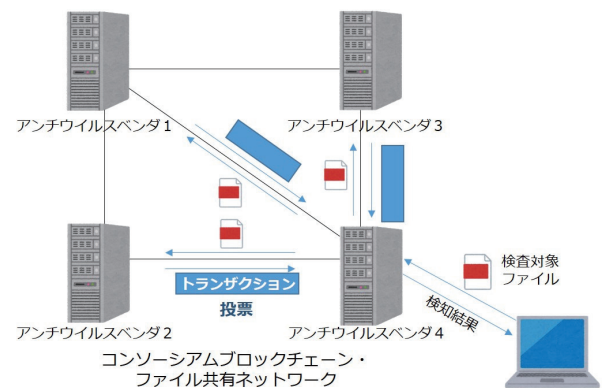 アンチウイルスベンダ1
アンチウイルスベンダ3
トランザクション
投票
検査対象
ファイル
検知結果
アンチウイルスベンダ2
アンチウイルスベンダ4
コンソーシアムブロックチェーン・
ファイル共有ネットワーク